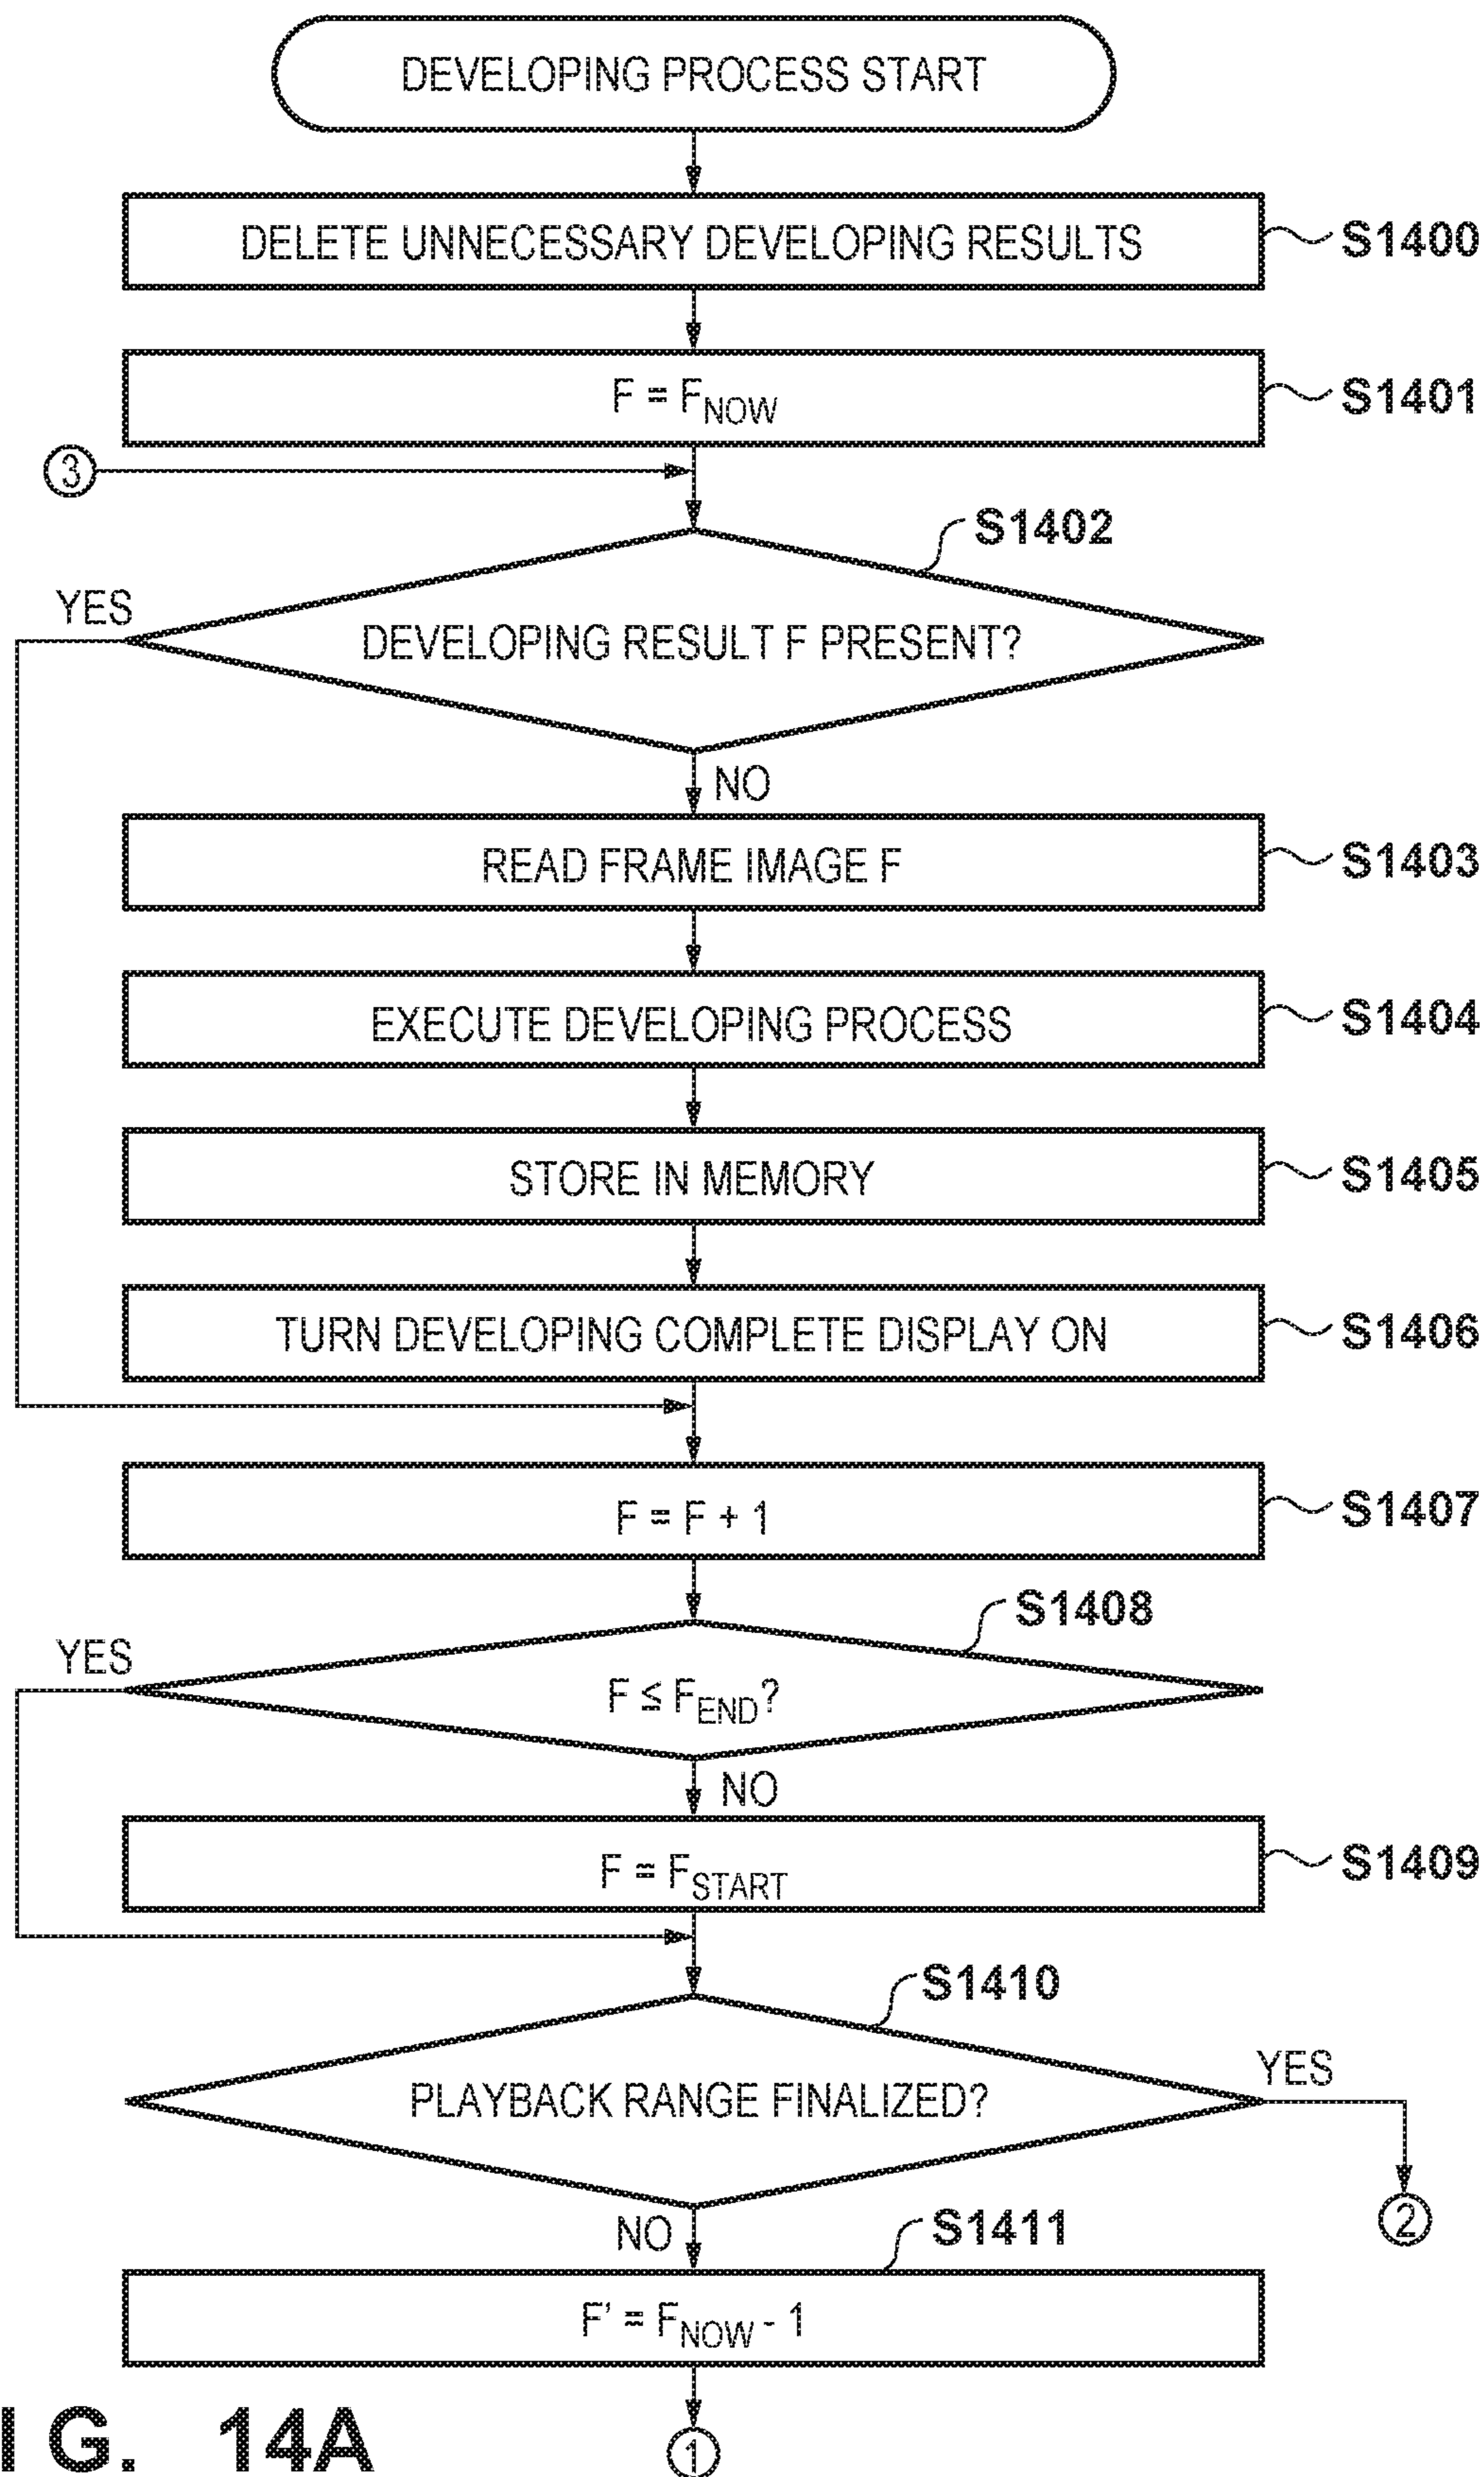 DEVELOPING PROCESS START
DELETE UNNECESSARY DEVELOPING RESULTS
S1400
F = FNOW
S1401
3
S1402
YES
DEVELOPING RESULT F PRESENT?
NO
READ FRAME IMAGE F
S1403
EXECUTE DEVELOPING PROCESS
S1404
STORE IN MEMORY
S1405
TURN DEVELOPING COMPLETE DISPLAY ON
S1406
F = F + 1
S1407
S1408
YES
F ≤ FEND?
NO
F = FSTART
S1409
S1410
YES
PLAYBACK RANGE FINALIZED?
2
NO
S1411
F' = FNOW - 1
I G. 14A
1